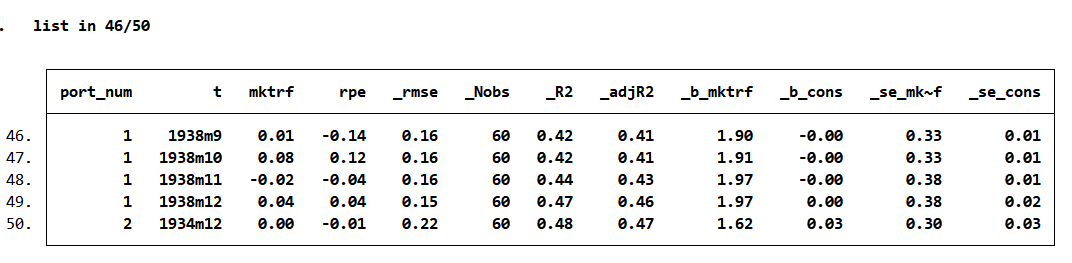 . list in 46/50
port_num t mktrf rpe _rmse _Nobs _R2 _adjR2 _b_mktrf _b_cons _se_mk~f _se_cons
46. 1 1938m9 0.01 -0.14 0.16 60 0.42 0.41 1.90 -0.00 0.33 0.01
47. 1 1938m10 0.08 0.12 0.16 60 0.42 0.41 1.91 -0.00 0.33 0.01
48. 1 1938m11 -0.02 -0.04 0.16 60 0.44 0.43 1.97 -0.00 0.38 0.01
49. 1 1938m12 0.04 0.04 0.15 60 0.47 0.46 1.97 0.00 0.38 0.02
50. 2 1934m12 0.00 -0.01 0.22 60 0.48 0.47 1.62 0.03 0.30 0.03